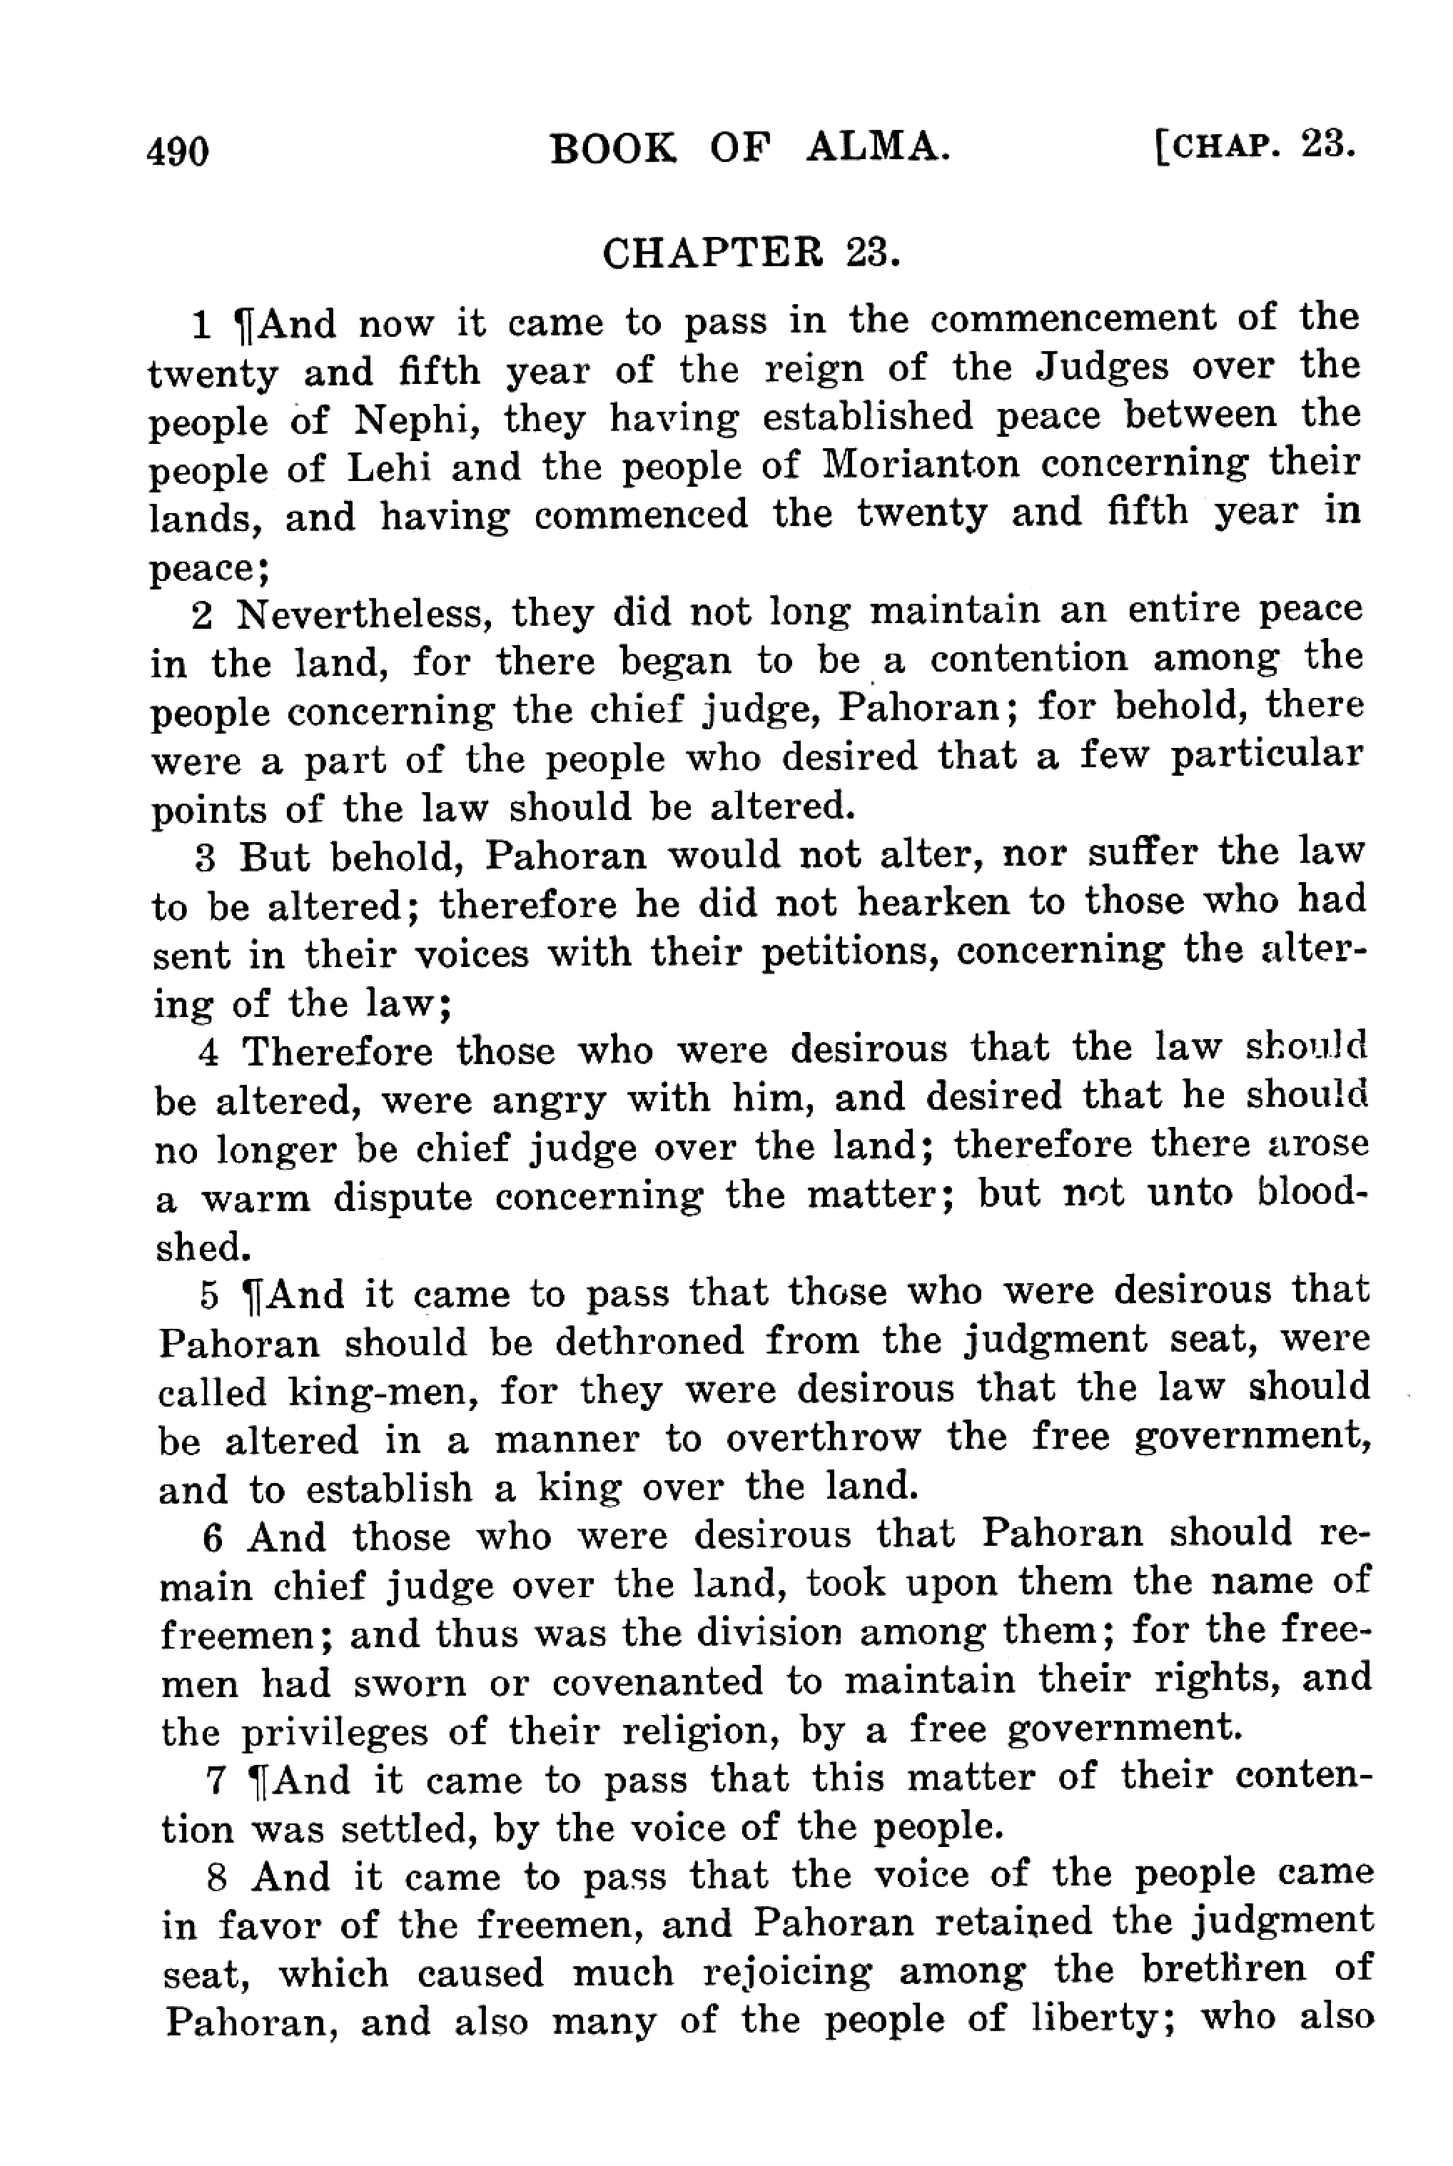 490 BOOK OF ALMA. [CHAP. 23.
CHAPTER 23.
1 ¶And now it came to pass in the commencement of the
twenty and fifth year of the reign of the Judges over the
people of Nephi, they having established peace between the
people of Lehi and the people of Morianton concerning their
lands, and having commenced the twenty and fifth year in
peace;
2 Nevertheless, they did not long maintain an entire peace
in the land, for there began to be a contention among the
people concerning the chief judge, Pahoran; for behold, there
were a part of the people who desired that a few particular
points of the law should be altered.
3 But behold, Pahoran would not alter, nor suffer the law
to be altered; therefore he did not hearken to those who had
sent in their voices with their petitions, concerning the alter-
ing of the law;
4 Therefore those who were desirous that the law should
be altered, were angry with him, and desired that he should
no longer be chief judge over the land; therefore there arose
a warm dispute concerning the matter; but not unto blood-
shed.
5 ¶And it came to pass that those who were desirous that
Pahoran should be dethroned from the judgment seat, were
called king-men, for they were desirous that the law should
be altered in a manner to overthrow the free government,
and to establish a king over the land.
6 And those who were desirous that Pahoran should re-
main chief judge over the land, took upon them the name of
freemen; and thus was the division among them; for the free-
men had sworn or covenanted to maintain their rights, and
the privileges of their religion, by a free government.
7 ¶And it came to pass that this matter of their conten-
tion was settled, by the voice of the people.
8 And it came to pass that the voice of the people came
in favor of the freemen, and Pahoran retained the judgment
seat, which caused much rejoicing among the brethren of
Pahoran, and also many of the people of liberty; who also